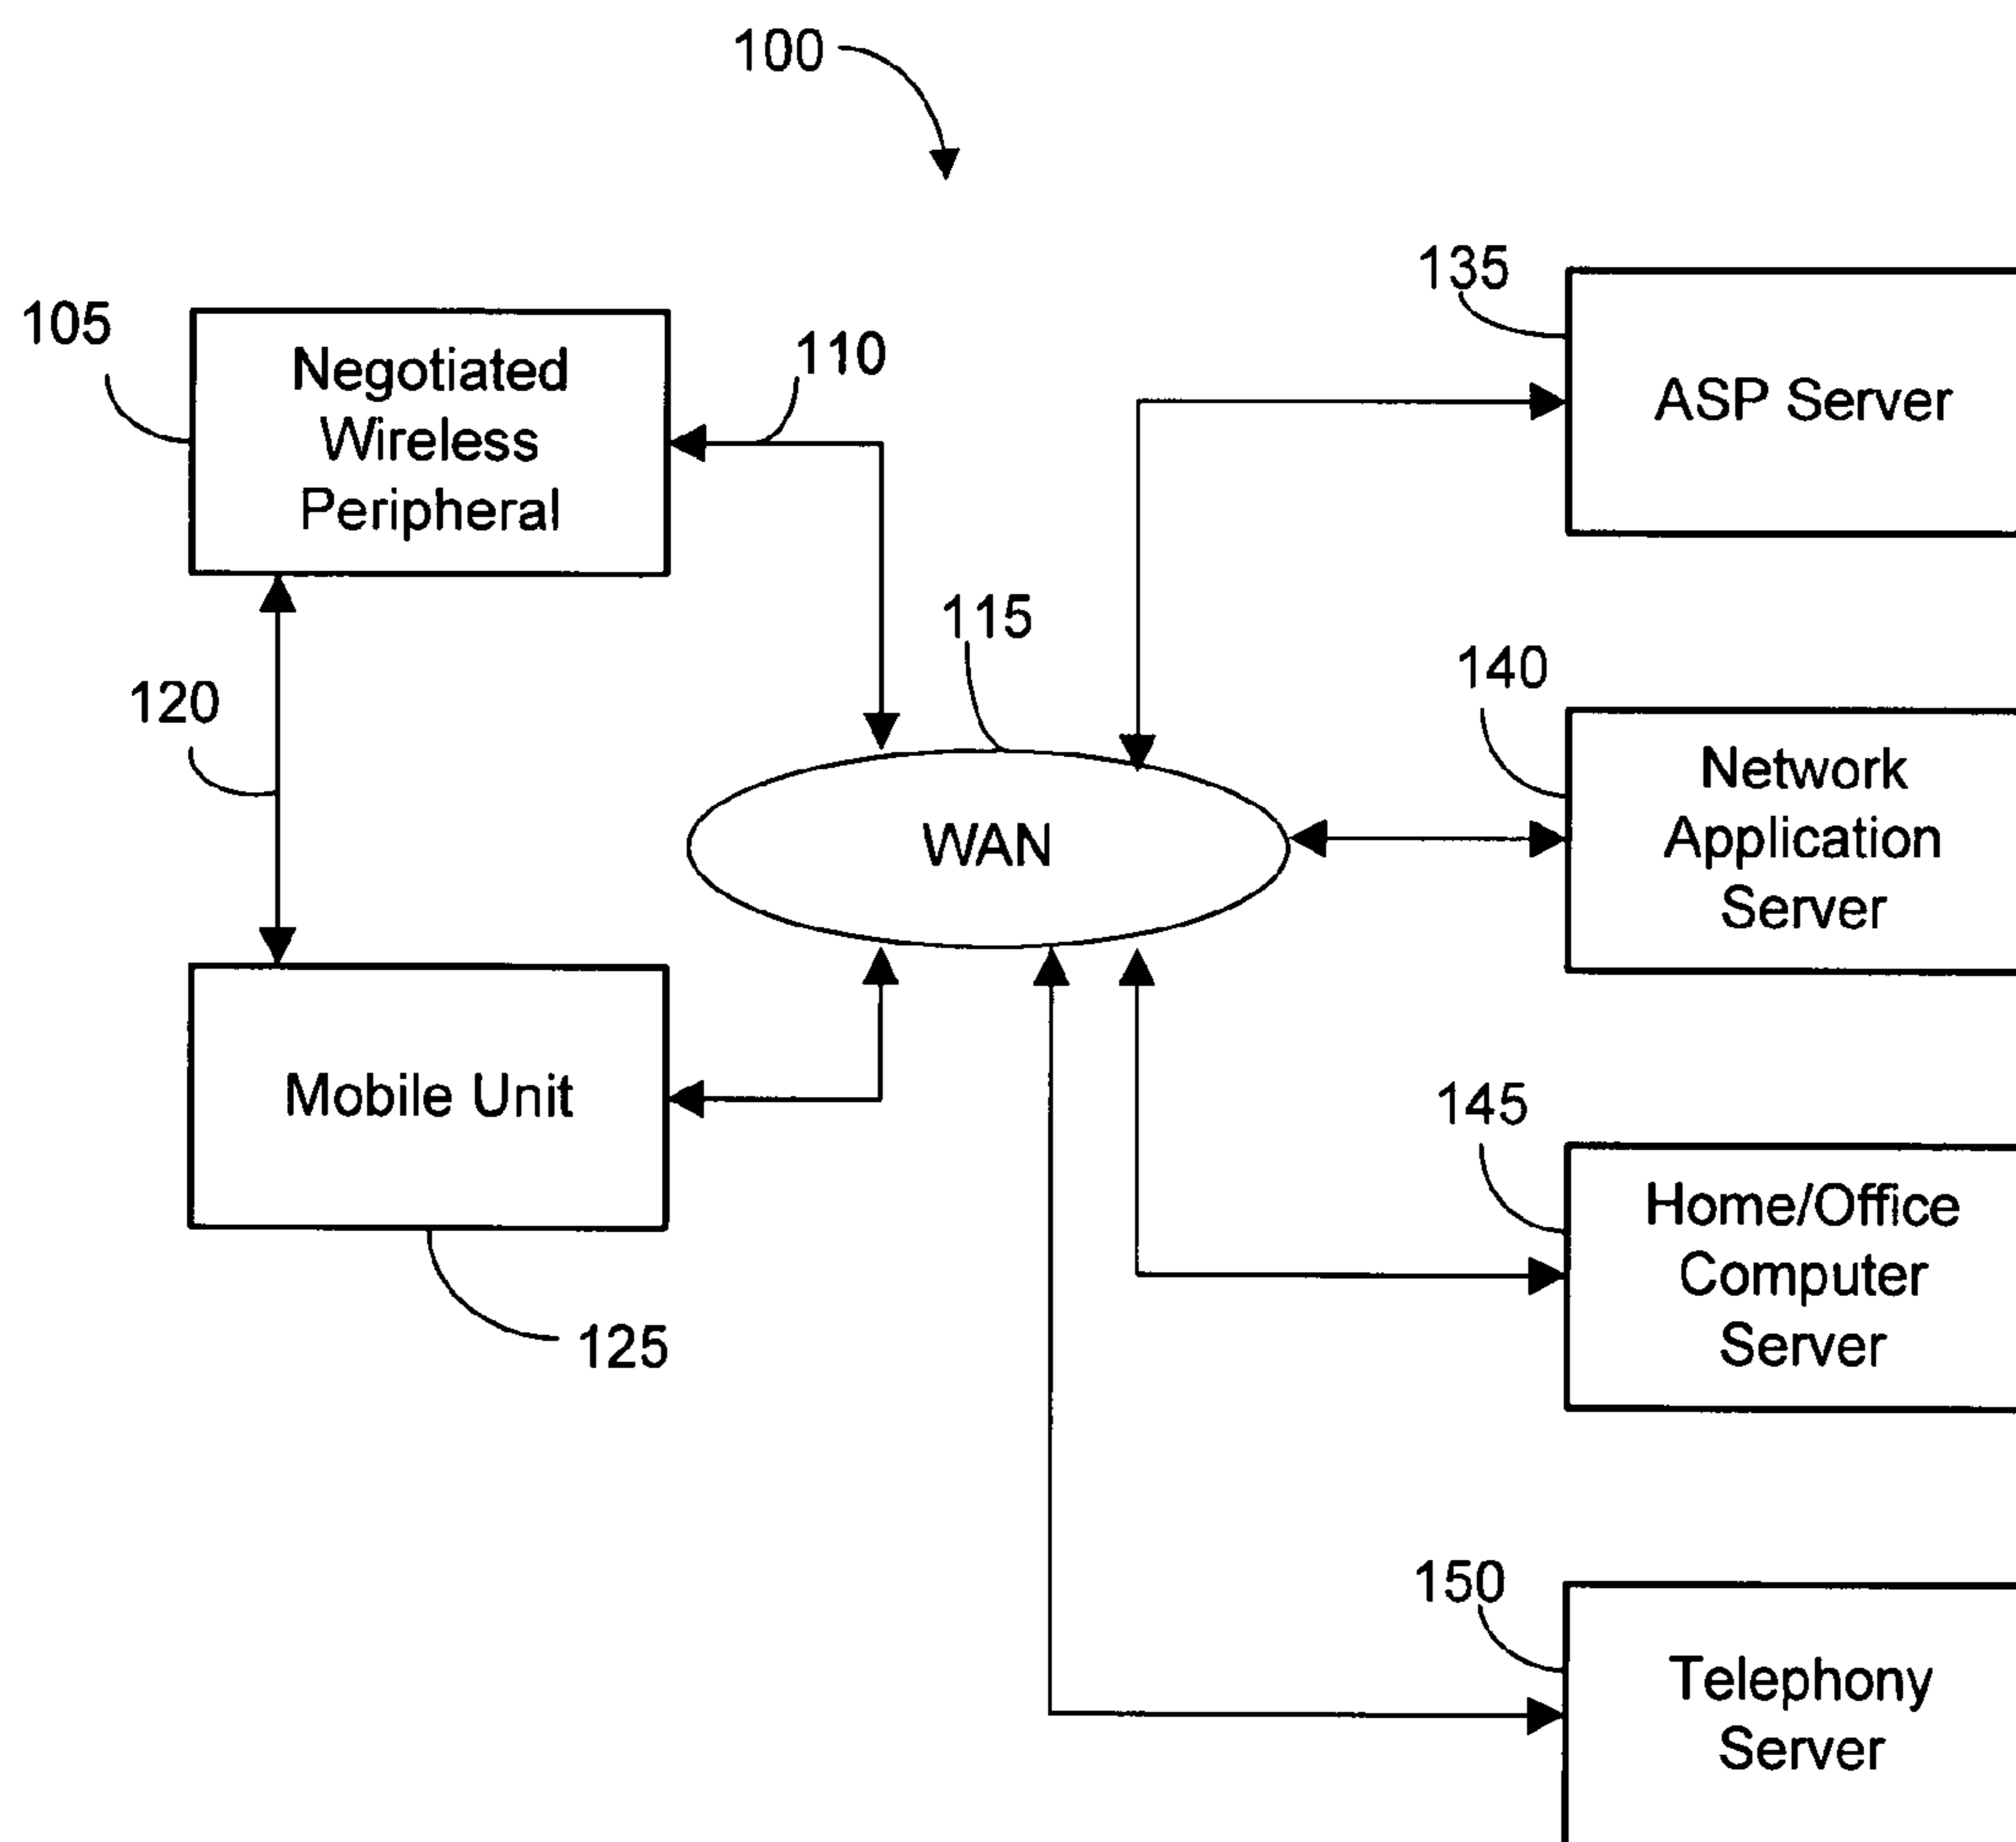 100
135
105
Negotiated
Wireless
Peripheral
110
ASP Server
115
120
140
Network
Application
Server
WAN
Mobile Unit
145
Home/Office
Computer
Server
125
150
Telephony
Server